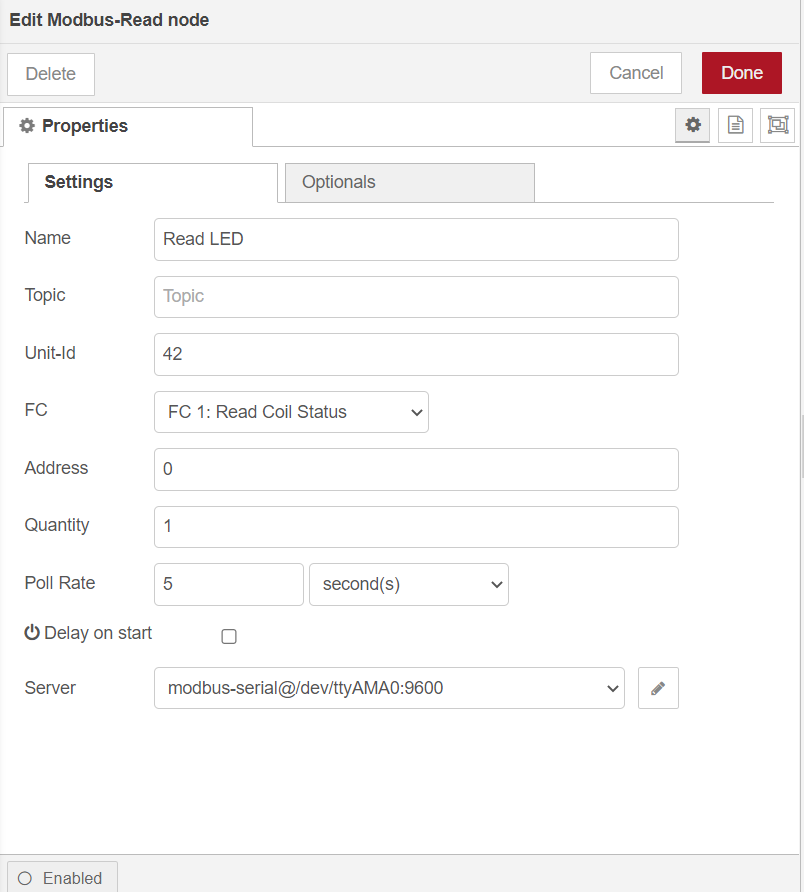 Edit Modbus-Read node
Delete
Cancel
Done
Properties
Settings
Optionals
Name
Read LED
Topic
Topic
Unit-Id
42
FC
FC 1: Read Coil Status
Address
0
Quantity
1
Poll Rate
5
second(s)
Delay on start
Server
modbus-serial@/dev/ttyAMA0:9600
Enabled